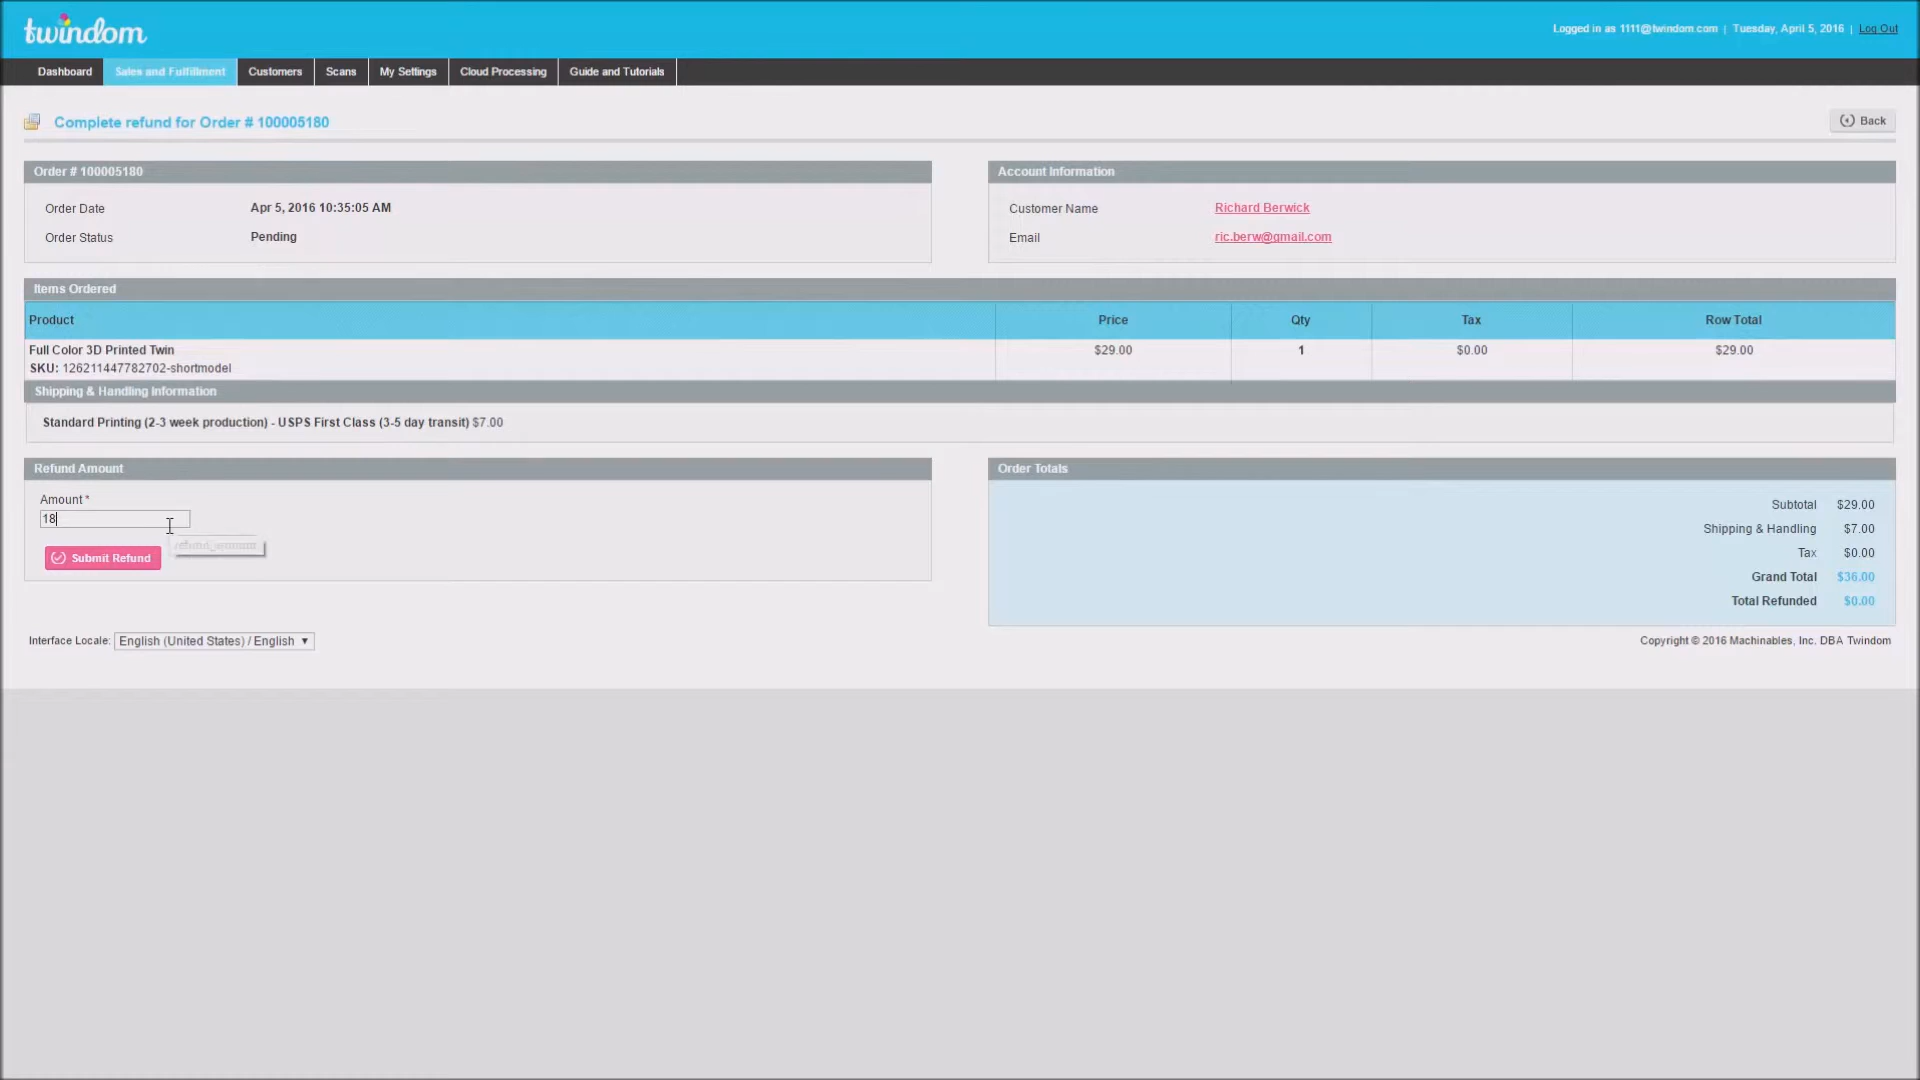 twindom
Logged in as 1111@twindom.com | Tuesday, April 5, 2016 | Log Out
Dashboard
Sales and Fulfillment
Customers
Scans
My Settings
Cloud Processing
Guide and Tutorials
Complete refund for Order # 100005180
Back
Order # 100005180
Order Date Apr 5, 2016 10:35:05 AM
Order Status Pending
Account Information
Customer Name Richard Berwick
Email ric.berw@gmail.com
Items Ordered
Product Price Qty Tax Row Total
Full Color 3D Printed Twin $29.00 1 $0.00 $29.00
SKU: 126211447782702-shortmodel
Shipping & Handling Information
Standard Printing (2-3 week production) - USPS First Class (3-5 day transit) $7.00
Refund Amount
Amount *
18
refund_amount
Submit Refund
Order Totals
Subtotal $29.00
Shipping & Handling $7.00
Tax $0.00
Grand Total $36.00
Total Refunded $0.00
Interface Locale: English (United States) / English
Copyright © 2016 Machinables, Inc. DBA Twindom